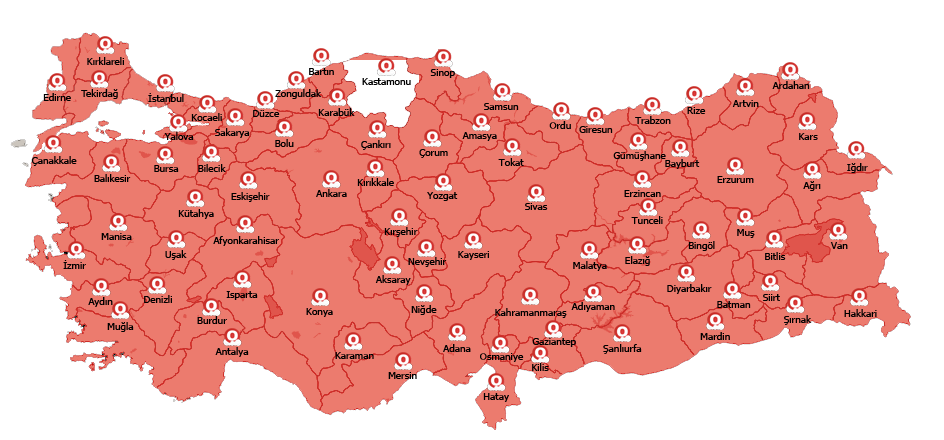 Kırklareli
Bartın
Sinop
Kastamonu
Edirne
Tekirdağ
İstanbul
Zonguldak
Ardahan
Kocaeli
Düzce
Karabük
Samsun
Artvin
Rize
Yalova
Sakarya
Ordu
Giresun
Trabzon
Kars
Bolu
Çankırı
Çorum
Amasya
Çanakkale
Balıkesir
Bursa
Bilecik
Tokat
Gümüşhane
Bayburt
Erzurum
Ağrı
Iğdır
Kırıkkale
Eskişehir
Ankara
Yozgat
Sivas
Erzincan
Kütahya
Tunceli
Manisa
Afyonkarahisar
Kırşehir
Uşak
Nevşehir
Kayseri
Malatya
Elazığ
Bingöl
Muş
Bitlis
Van
İzmir
Aksaray
Diyarbakır
Aydın
Denizli
Isparta
Konya
Niğde
Kahramanmaraş
Adıyaman
Batman
Siirt
Hakkari
Muğla
Burdur
Şırnak
Mardin
Antalya
Karaman
Adana
Osmaniye
Gaziantep
Şanlıurfa
Mersin
Kilis
Hatay